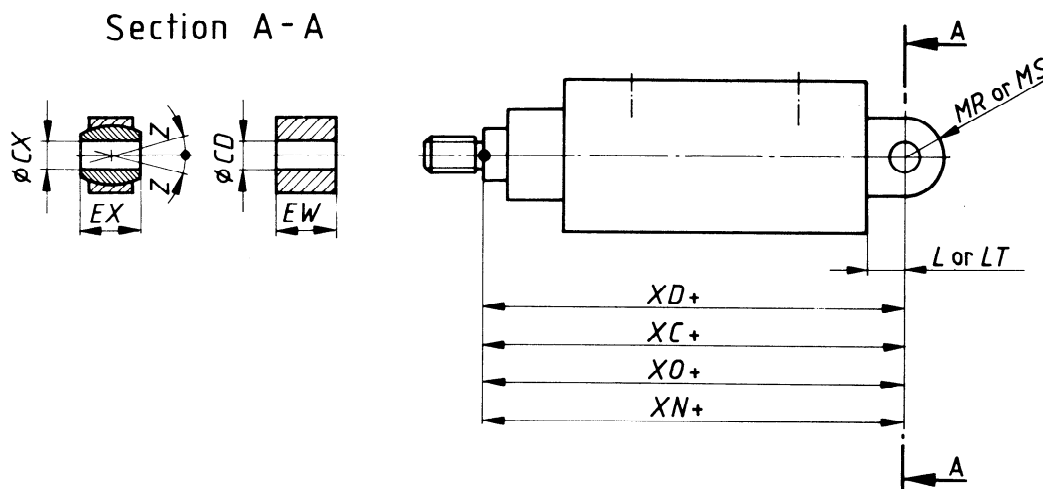 Section A-A
A
MR or MS
Z
Z
øCX
øCD
EX
EW
L or LT
XD+
XC+
XO+
XN+
A